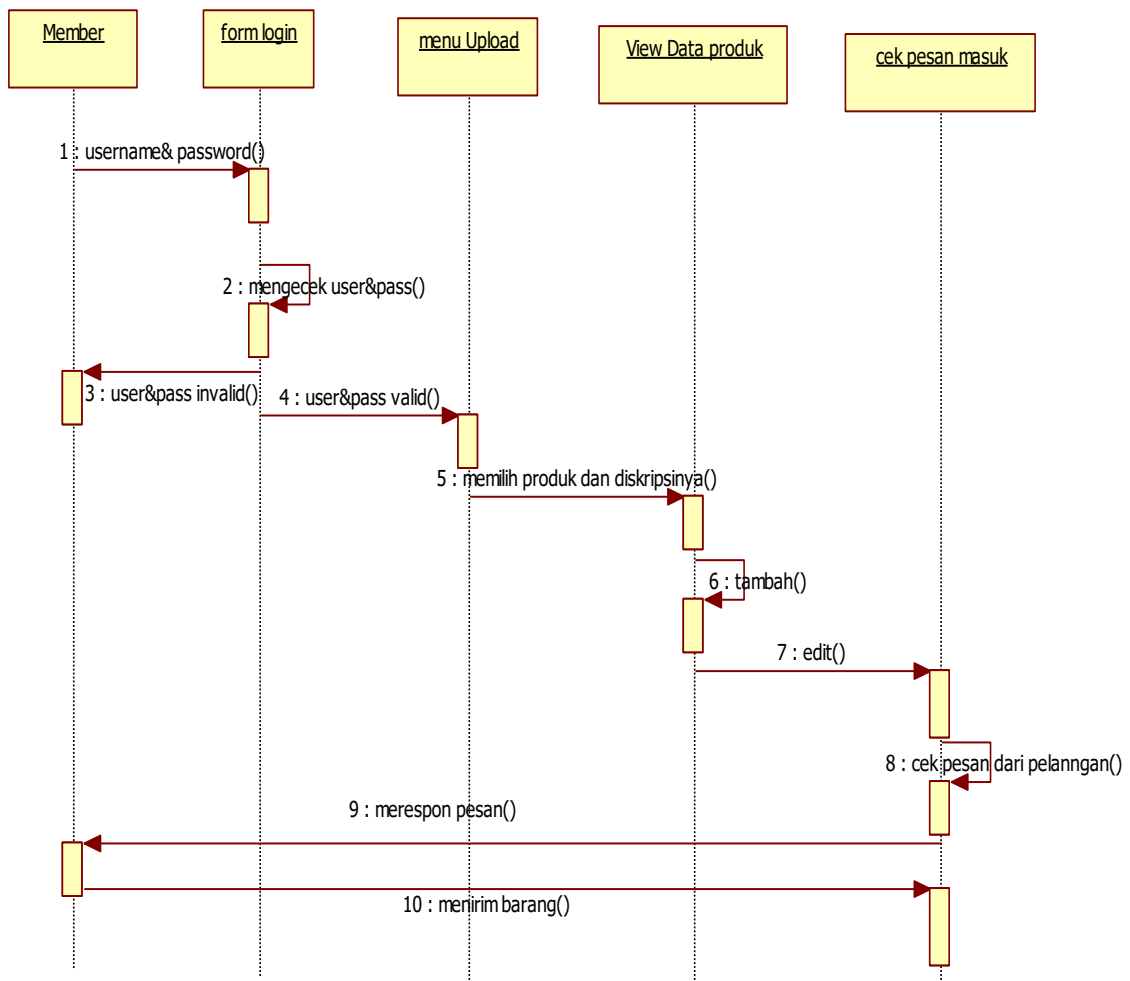 Member
form login
menu Upload
View Data produk
cek pesan masuk
1 : username& password()
2 : mengecek user&pass()
3 : user&pass invalid()
4 : user&pass valid()
5 : memilih produk dan diskripsinya()
6 : tambah()
7 : edit()
8 : cek pesan dari pelanngan()
9 : merespon pesan()
10 : menirim barang()